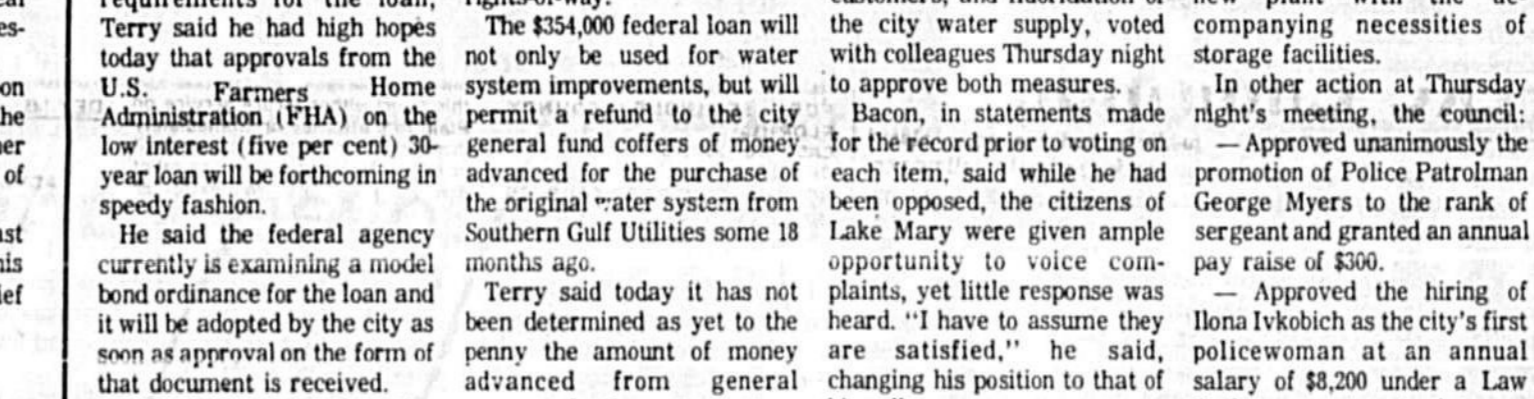 requirements for the loan,
Terry said he had high hopes
today that approvals from the
U.S. Farmers Home
Administration (FHA) on the
low interest (five per cent) 30-
year loan will be forthcoming in
speedy fashion.
He said the federal agency
currently is examining a model
bond ordinance for the loan and
it will be adopted by the city as
soon as approval on the form of
that document is received.
The $354,000 federal loan will
not only be used for water
system improvements, but will
permit a refund to the city
general fund coffers of money
advanced for the purchase of
the original water system from
Southern Gulf Utilities some 18
months ago.
Terry said today it has not
been determined as yet to the
penny the amount of money
advanced from general
the city water supply, voted
with colleagues Thursday night
to approve both measures.
Bacon, in statements made
for the record prior to voting on
each item, said while he had
been opposed, the citizens of
Lake Mary were given ample
opportunity to voice com-
plaints, yet little response was
heard. "I have to assume they
are satisfied," he said,
changing his position to that of
companying necessities of
storage facilities.
In other action at Thursday
night's meeting, the council:
— Approved unanimously the
promotion of Police Patrolman
George Myers to the rank of
sergeant and granted an annual
pay raise of $300.
— Approved the hiring of
Ilona Ivkobich as the city's first
policewoman at an annual
salary of $8,200 under a Law